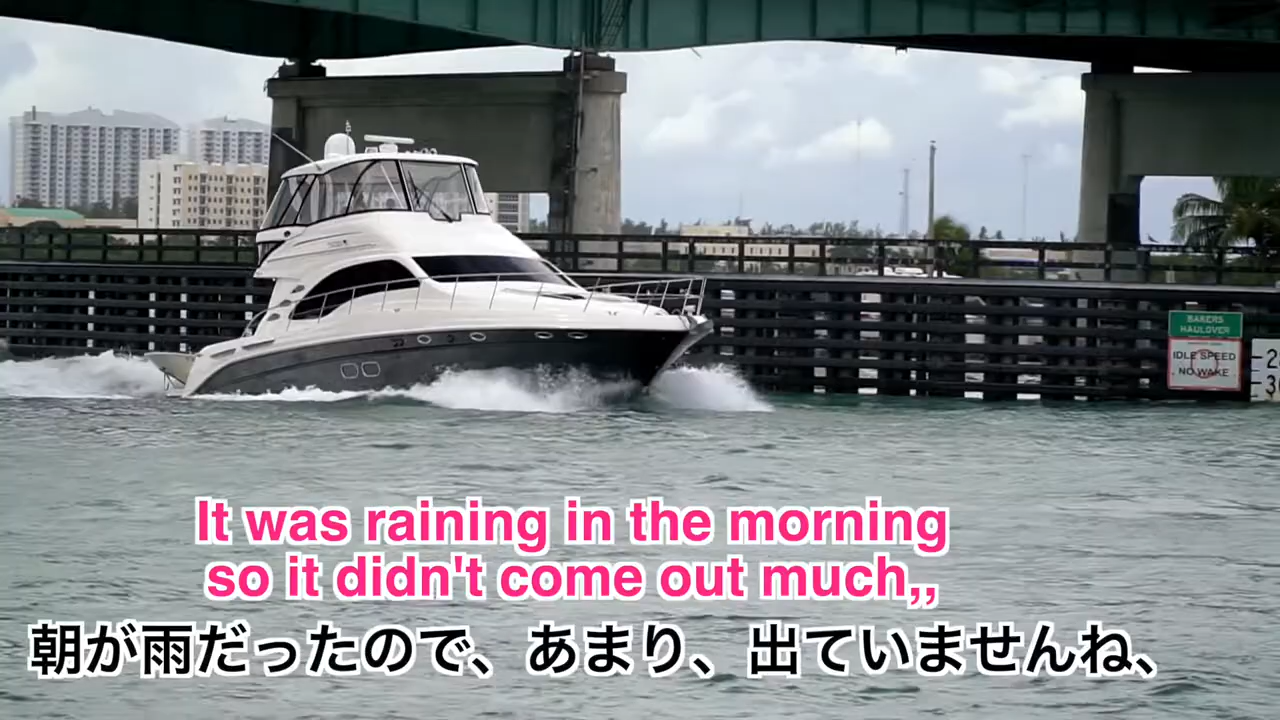 BAKERS
HAULOVER
IDLE SPEED
NO WAKE
It was raining in the morning
so it didn't come out much,,
朝が雨だったので、あまり、出ていませんね、